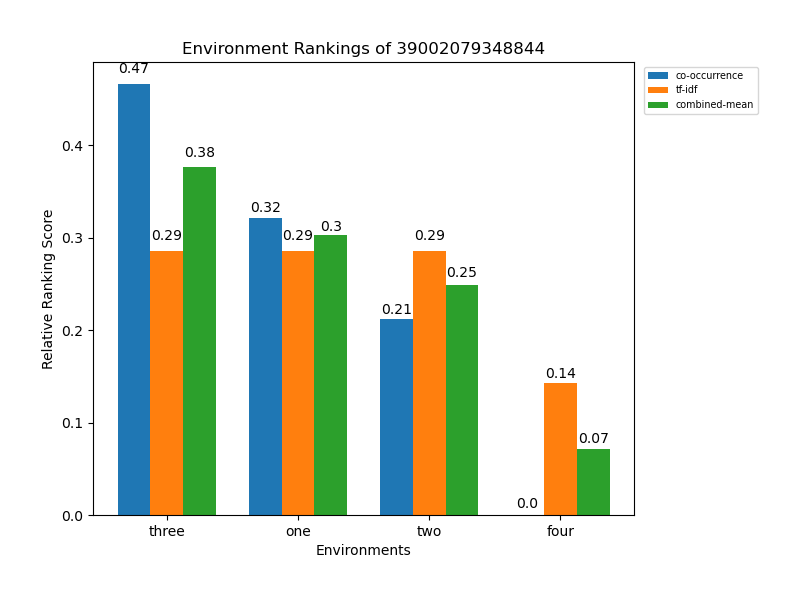 Environment Rankings of 39002079348844
co-occurrence
tf-idf
combined-mean
Relative Ranking Score
0.4
0.3
0.2
0.1
0.0
0.47
0.29
0.38
0.32
0.29
0.3
0.21
0.29
0.25
0.0
0.14
0.07
three one two four
Environments